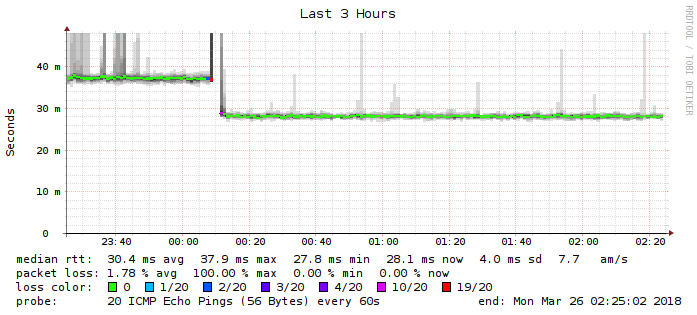 Last 3 Hours
RRDTOOL / TOBI OETIKER
Seconds
40 m
30 m
20 m
10 m
0
23:40 00:00 00:20 00:40 01:00 01:20 01:40 02:00 02:20
median rtt: 30.4 ms avg 37.9 ms max 27.8 ms min 28.1 ms now 4.0 ms sd 7.7 am/s
packet loss: 1.78 % avg 100.00 % max 0.00 % min 0.00 % now
loss color: 0 1/20 2/20 3/20 4/20 10/20 19/20
probe: 20 ICMP Echo Pings (56 Bytes) every 60s end: Mon Mar 26 02:25:02 2018